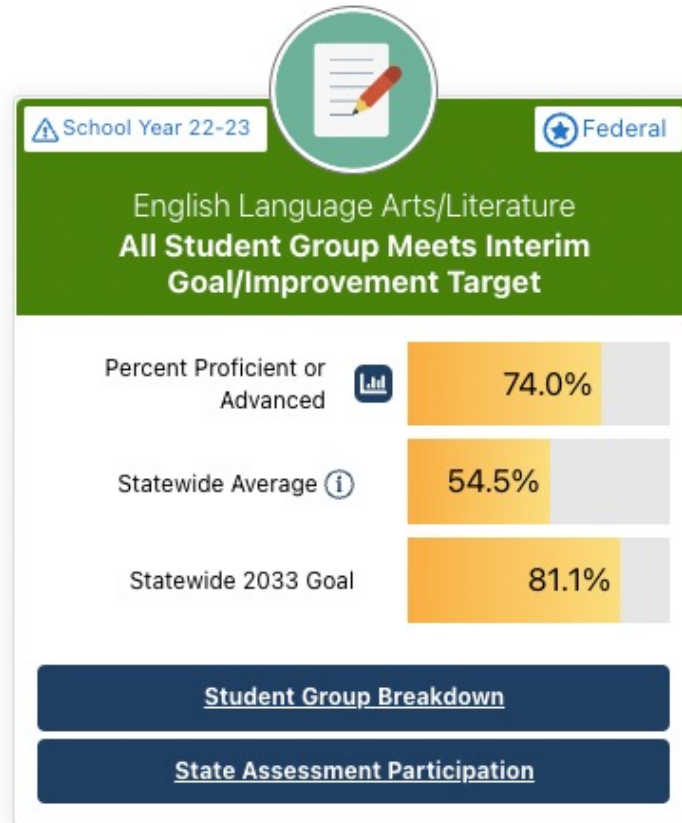 School Year 22-23
Federal
English Language Arts/Literature
All Student Group Meets Interim
Goal/Improvement Target
Percent Proficient or
Advanced
74.0%
Statewide Average
54.5%
Statewide 2033 Goal
81.1%
Student Group Breakdown
State Assessment Participation